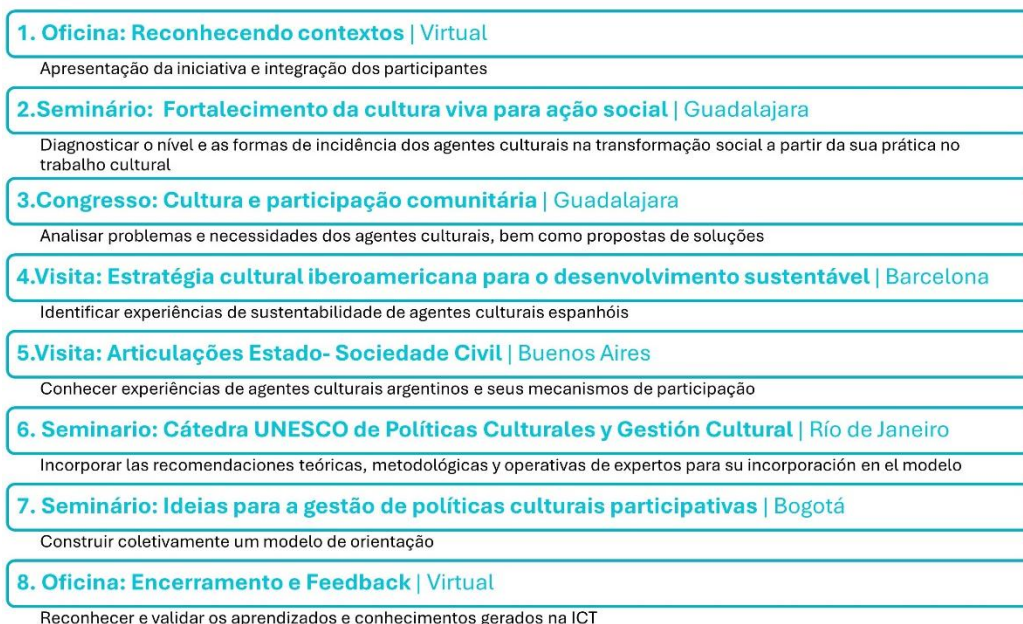 1. Oficina: Reconhecendo contextos | Virtual
Apresentação da iniciativa e integração dos participantes
2.Seminário: Fortalecimento da cultura viva para ação social | Guadalajara
Diagnosticar o nível e as formas de incidência dos agentes culturais na transformação social a partir da sua prática no
trabalho cultural
3.Congresso: Cultura e participação comunitária | Guadalajara
Analisar problemas e necessidades dos agentes culturais, bem como propostas de soluções
4.Visita: Estratégia cultural iberoamericana para o desenvolvimento sustentável | Barcelona
Identificar experiências de sustentabilidade de agentes culturais espanhóis
5.Visita: Articulações Estado- Sociedade Civil | Buenos Aires
Conhecer experiências de agentes culturais argentinos e seus mecanismos de participação
6. Seminario: Cátedra UNESCO de Políticas Culturales y Gestión Cultural | Río de Janeiro
Incorporar las recomendaciones teóricas, metodológicas y operativas de expertos para su incorporación en el modelo
7. Seminário: Ideias para a gestão de políticas culturais participativas | Bogotá
Construir coletivamente um modelo de orientação
8. Oficina: Encerramento e Feedback | Virtual
Reconhecer e validar os aprendizados e conhecimentos gerados na ICT